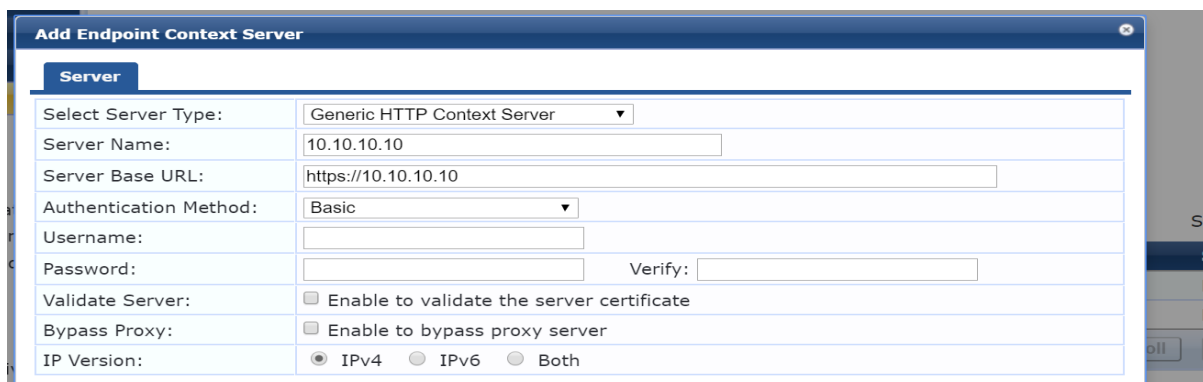 Add Endpoint Context Server
Server
Select Server Type: Generic HTTP Context Server
Server Name: 10.10.10.10
Server Base URL: https://10.10.10.10
Authentication Method: Basic
Username:
Password: Verify:
Validate Server: Enable to validate the server certificate
Bypass Proxy: Enable to bypass proxy server
IP Version: IPv4 IPv6 Both